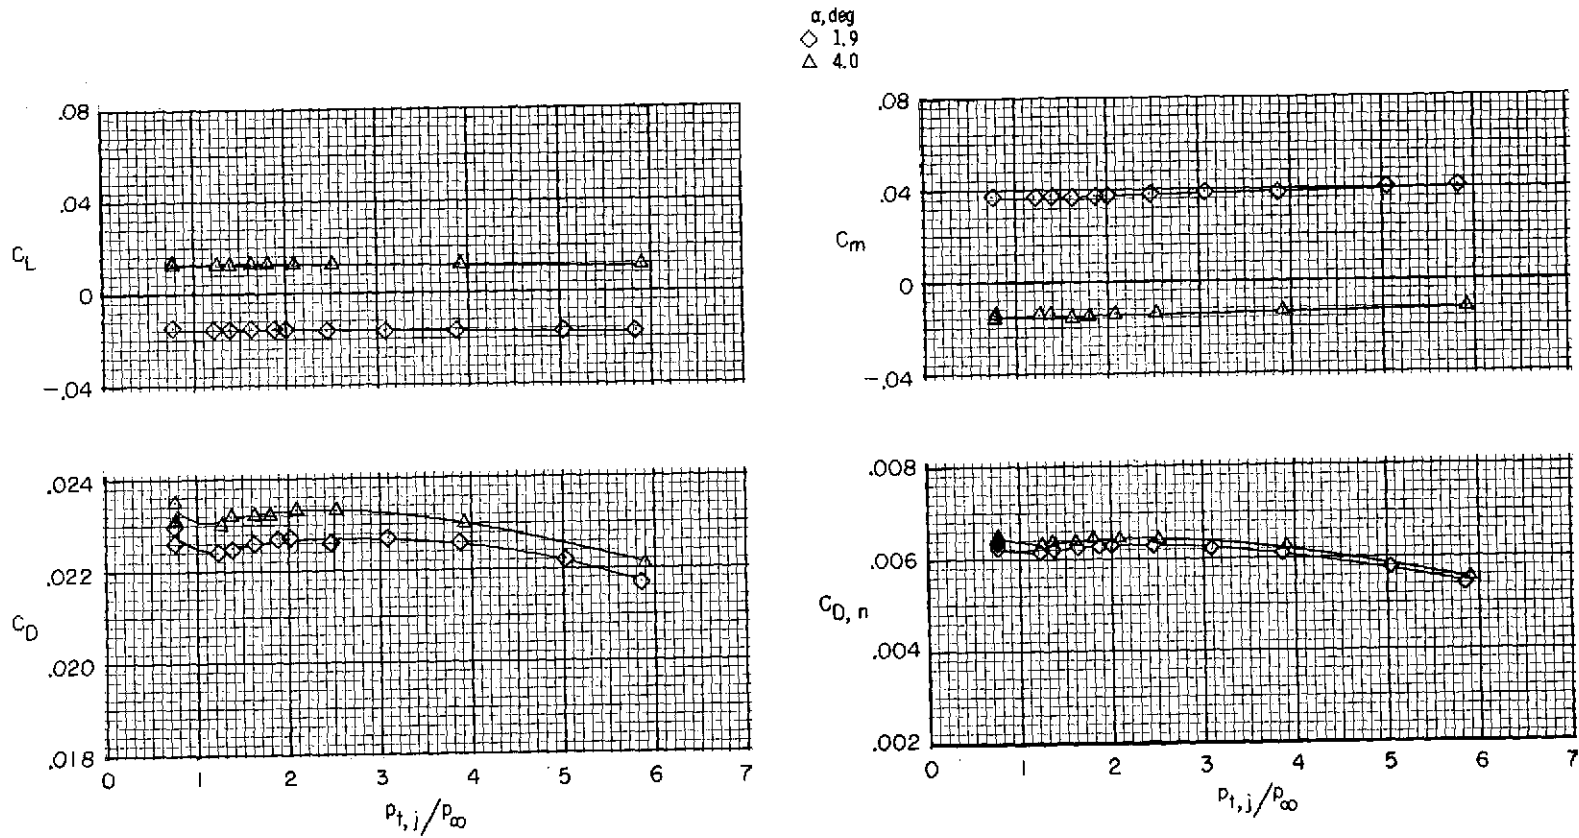 α, deg
◇ 1.9
△ 4.0
.08
.04
C_L
0
-.04
.08
.04
C_m
0
-.04
.024
.022
C_D
.020
.018
0 1 2 3 4 5 6 7
p_t,j/p_∞
.008
.006
C_D,n
.004
.002
0 1 2 3 4 5 6 7
p_t,j/p_∞